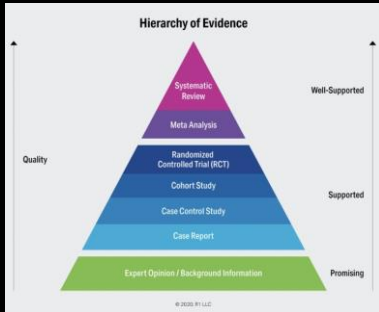 Hierarchy of Evidence
Systematic
Review
Well-Supported
Meta Analysis
Quality
Randomized
Controlled Trial (RCT)
Cohort Study
Supported
Case Control Study
Case Report
Expert Opinion / Background Information
Promising